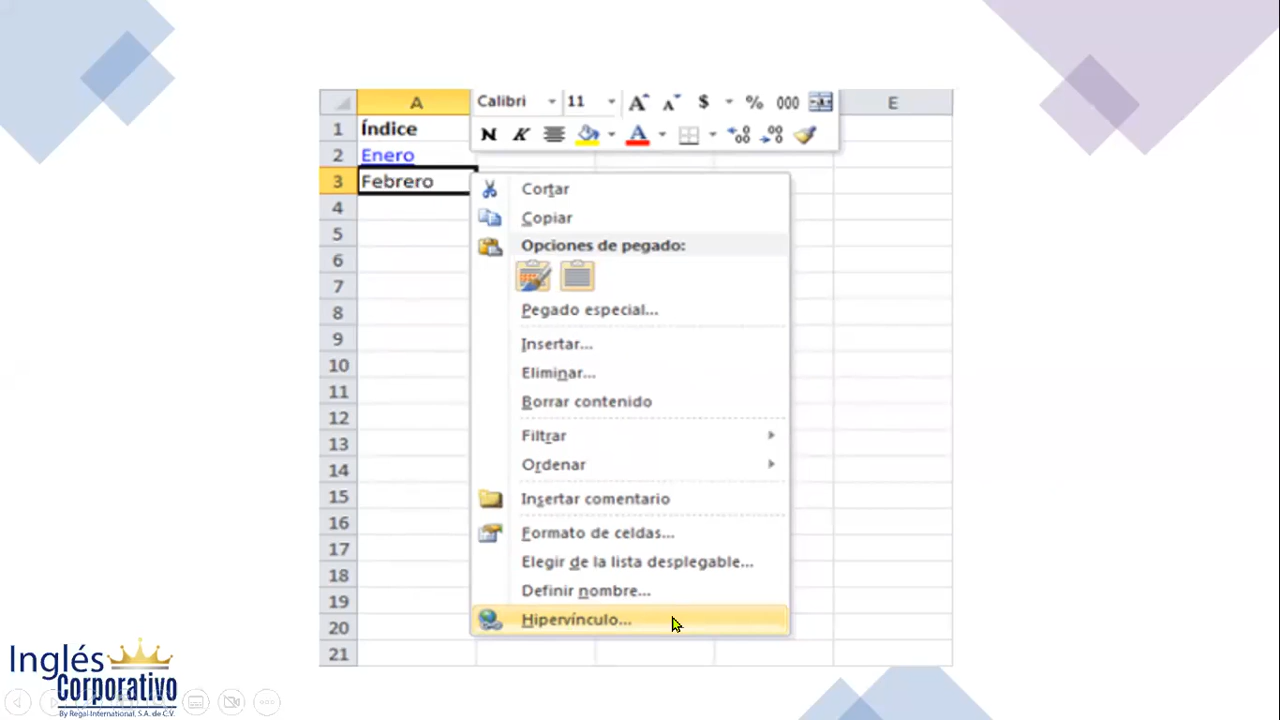 A E
Calibri 11 A A $ % 000
N K A
1 Índice
2 Enero
3 Febrero
4
5
6
7
8
9
10
11
12
13
14
15
16
17
18
19
20
21
Cortar
Copiar
Opciones de pegado:
Pegado especial...
Insertar...
Eliminar...
Borrar contenido
Filtrar
Ordenar
Insertar comentario
Formato de celdas...
Elegir de la lista desplegable...
Definir nombre...
Hipervínculo...
Inglés
Corporativo
By Regal International, S.A. de C.V.